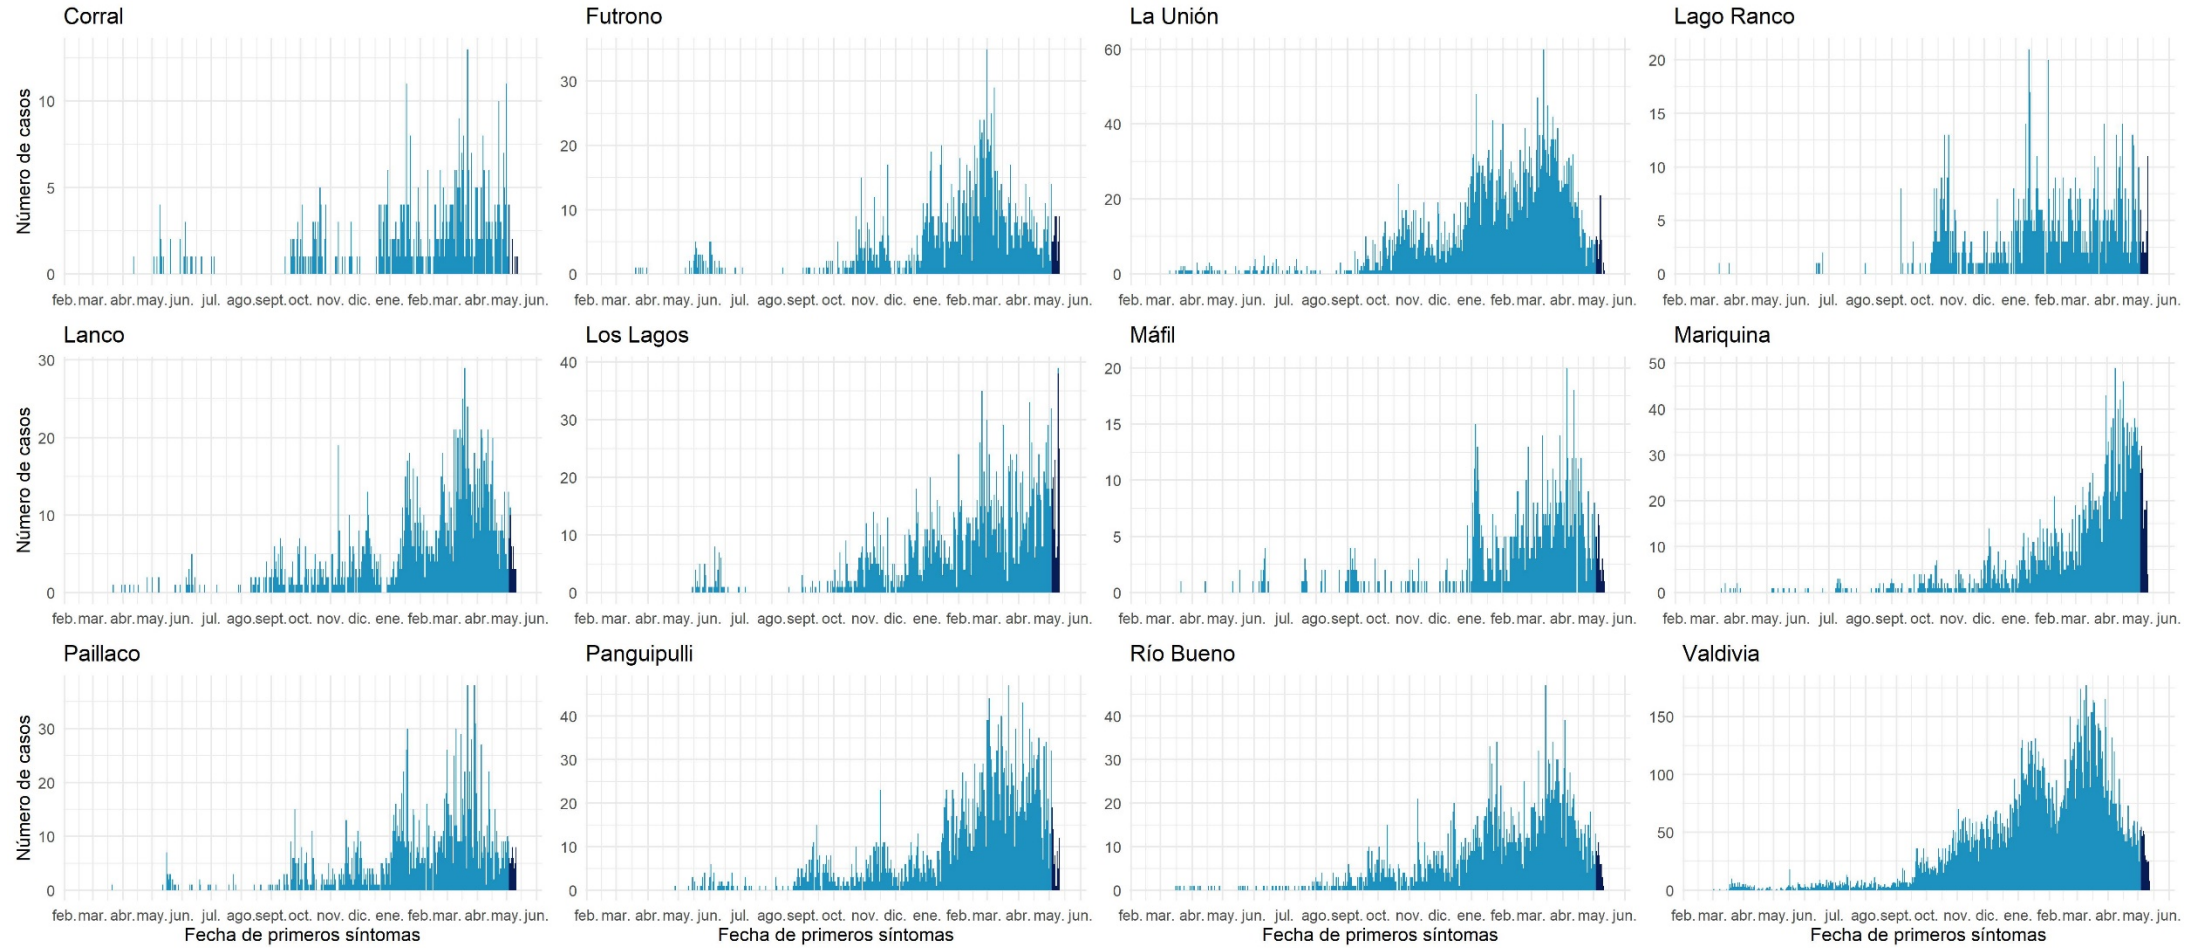 Corral
Futrono
La Unión
Lago Ranco
Número de casos
10
5
0
30
20
10
0
60
40
20
0
20
15
10
5
0
feb. mar. abr. may. jun. jul. ago. sept. oct. nov. dic. ene. feb. mar. abr. may. jun.
feb. mar. abr. may. jun. jul. ago. sept. oct. nov. dic. ene. feb. mar. abr. may. jun.
feb. mar. abr. may. jun. jul. ago. sept. oct. nov. dic. ene. feb. mar. abr. may. jun.
feb. mar. abr. may. jun. jul. ago. sept. oct. nov. dic. ene. feb. mar. abr. may. jun.
Lanco
Los Lagos
Máfil
Mariquina
Número de casos
30
20
10
0
40
30
20
10
0
20
15
10
5
0
50
40
30
20
10
0
feb. mar. abr. may. jun. jul. ago. sept. oct. nov. dic. ene. feb. mar. abr. may. jun.
feb. mar. abr. may. jun. jul. ago. sept. oct. nov. dic. ene. feb. mar. abr. may. jun.
feb. mar. abr. may. jun. jul. ago. sept. oct. nov. dic. ene. feb. mar. abr. may. jun.
feb. mar. abr. may. jun. jul. ago. sept. oct. nov. dic. ene. feb. mar. abr. may. jun.
Paillaco
Panguipulli
Río Bueno
Valdivia
Número de casos
30
20
10
0
40
30
20
10
0
40
30
20
10
0
150
100
50
0
feb. mar. abr. may. jun. jul. ago. sept. oct. nov. dic. ene. feb. mar. abr. may. jun.
feb. mar. abr. may. jun. jul. ago. sept. oct. nov. dic. ene. feb. mar. abr. may. jun.
feb. mar. abr. may. jun. jul. ago. sept. oct. nov. dic. ene. feb. mar. abr. may. jun.
feb. mar. abr. may. jun. jul. ago. sept. oct. nov. dic. ene. feb. mar. abr. may. jun.
Fecha de primeros síntomas
Fecha de primeros síntomas
Fecha de primeros síntomas
Fecha de primeros síntomas